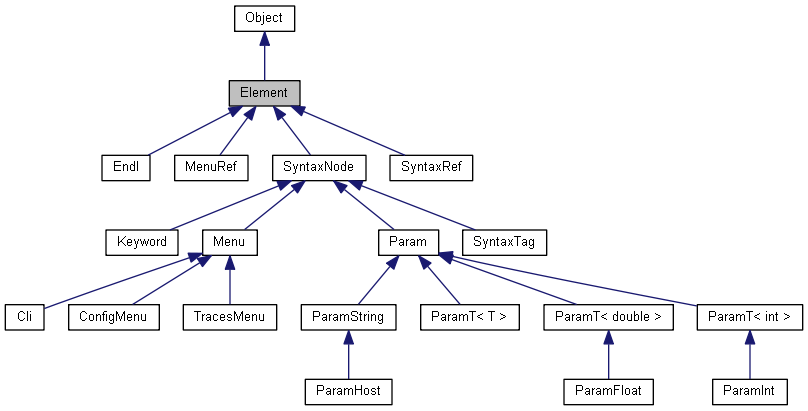 Object
Element
Endl
MenuRef
SyntaxNode
SyntaxRef
Keyword
Menu
Param
SyntaxTag
Cli
ConfigMenu
TracesMenu
ParamString
ParamT< T >
ParamT< double >
ParamT< int >
ParamHost
ParamFloat
ParamInt